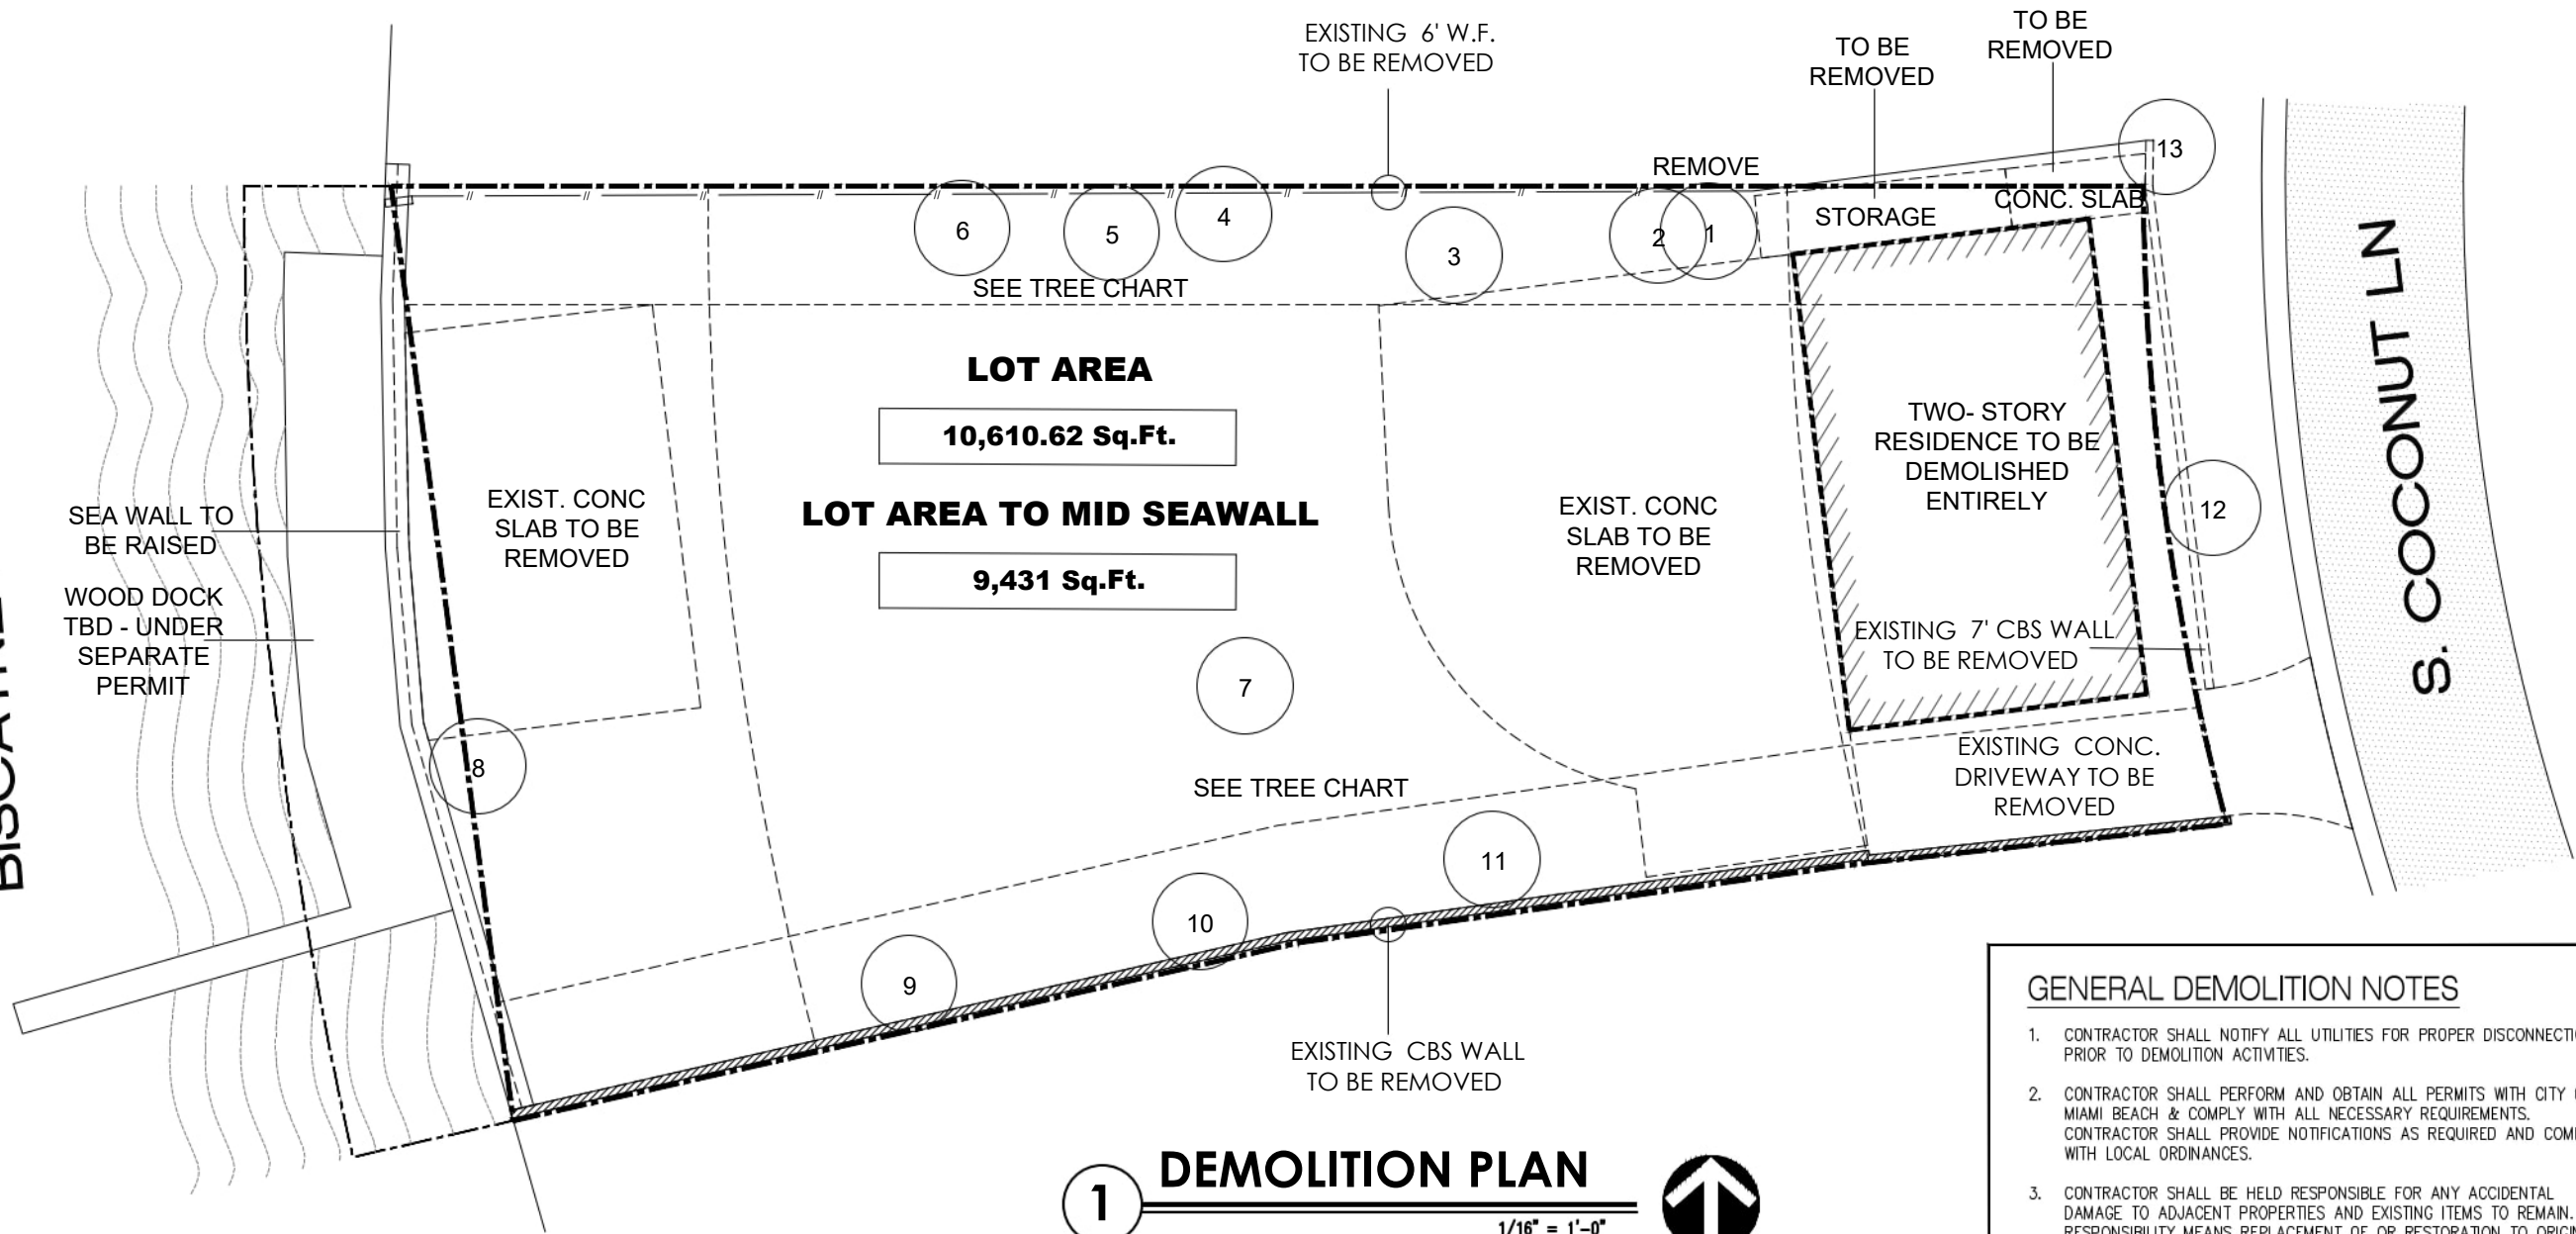 EXISTING 6' W.F.
TO BE REMOVED
TO BE
REMOVED
TO BE
REMOVED
REMOVE
13
STORAGE
CONC. SLAB
6
5
4
3
2
1
SEE TREE CHART
LOT AREA
10,610.62 Sq.Ft.
LOT AREA TO MID SEAWALL
9,431 Sq.Ft.
SEA WALL TO
BE RAISED
WOOD DOCK
TBD - UNDER
SEPARATE
PERMIT
EXIST. CONC
SLAB TO BE
REMOVED
EXIST. CONC
SLAB TO BE
REMOVED
TWO- STORY
RESIDENCE TO BE
DEMOLISHED
ENTIRELY
12
S. COCONUT LN
EXISTING 7' CBS WALL
TO BE REMOVED
7
8
SEE TREE CHART
EXISTING CONC.
DRIVEWAY TO BE
REMOVED
11
10
9
EXISTING CBS WALL
TO BE REMOVED
1
DEMOLITION PLAN
1/16" = 1'-0"
GENERAL DEMOLITION NOTES
1. CONTRACTOR SHALL NOTIFY ALL UTILITIES FOR PROPER
PRIOR TO DEMOLITION ACTIVITIES.
2. CONTRACTOR SHALL PERFORM AND OBTAIN ALL PERMITS WITH CITY
MIAMI BEACH & COMPLY WITH ALL NECESSARY REQUIREMENTS.
CONTRACTOR SHALL PROVIDE NOTIFICATIONS AS REQUIRED AND
WITH LOCAL ORDINANCES.
3. CONTRACTOR SHALL BE HELD RESPONSIBLE FOR ANY ACCIDENTAL
DAMAGE TO ADJACENT PROPERTIES AND EXISTING ITEMS TO REMAIN.
RESPONSIBILITY MEANS REPLACEMENT OF OR RESTORATION TO